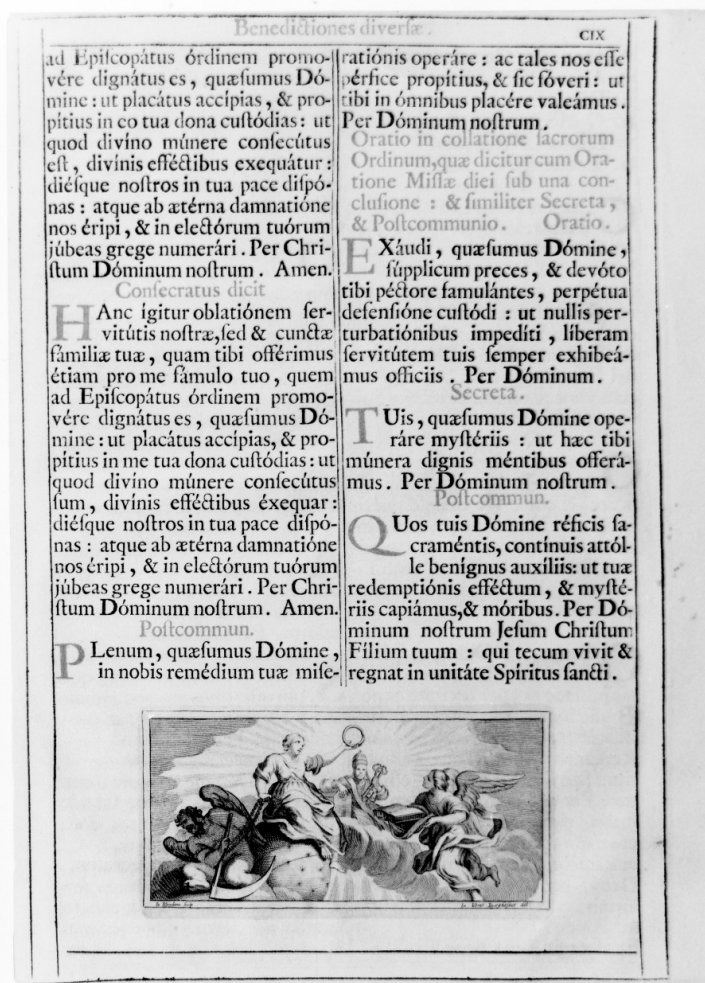 Benedictiones diversæ.
CIX
ad Epiſcopátus órdinem promo-
vére dignátus es, quæſumus Dó-
mine: ut placátus accípias, & pro-
pítius in eo tua dona cuſtódias: ut
quod divíno múnere conſecútus
eſt, divínis efféctibus exequátur:
diéſque noſtros in tua pace diſpó-
nas: atque ab ætérna damnatióne
nos éripi, & in electórum tuórum
júbeas grege numerári. Per Chri-
ſtum Dóminum noſtrum. Amen.
Conſecratus dicit
HAnc igitur oblatiónem ſer-
vitútis noſtræ, ſed & cunctæ
famíliæ tuæ, quam tibi offérimus
étiam pro me fámulo tuo, quem
ad Epiſcopátus órdinem promo-
vére dignátus es, quæſumus Dó-
mine: ut placátus accípias, & pro-
pítius in me tua dona cuſtódias: ut
quod divíno múnere conſecútus
ſum, divínis efféctibus éxequar:
diéſque noſtros in tua pace diſpó-
nas: atque ab ætérna damnatióne
nos éripi, & in electórum tuórum
júbeas grege numerári. Per Chri-
ſtum Dóminum noſtrum. Amen.
Poſtcommun.
PLenum, quæſumus Dómine,
in nobis remédium tuæ miſe-
ratiónis operáre: ac tales nos eſſe
pérfice propítius, & ſic fóveri: ut
tibi in ómnibus placére valeámus.
Per Dóminum noſtrum.
Oratio in collatione ſacrorum
Ordinum, quæ dicitur cum Ora-
tione Miſſæ diei ſub una con-
cluſione: & ſimiliter Secreta,
& Poſtcommunio. Oratio.
EXáudi, quæſumus Dómine,
ſúpplicum preces, & devóto
tibi péctore famulántes, perpétua
defenſióne cuſtódi: ut nullis per-
turbatiónibus impedíti, líberam
ſervitútem tuis ſemper exhibeá-
mus officiis. Per Dóminum.
Secreta.
TUis, quæſumus Dómine ope-
ráre myſtériis: ut hæc tibi
múnera dignis méntibus offerá-
mus. Per Dóminum noſtrum.
Poſtcommun.
QUos tuis Dómine réficis ſa-
craméntis, contínuis attól-
le benígnus auxíliis: ut tuæ
redemptiónis efféctum, & myſté-
riis capiámus, & móribus. Per Dó-
minum noſtrum Jeſum Chriſtum
Fílium tuum: qui tecum vivit &
regnat in unitáte Spíritus ſancti.